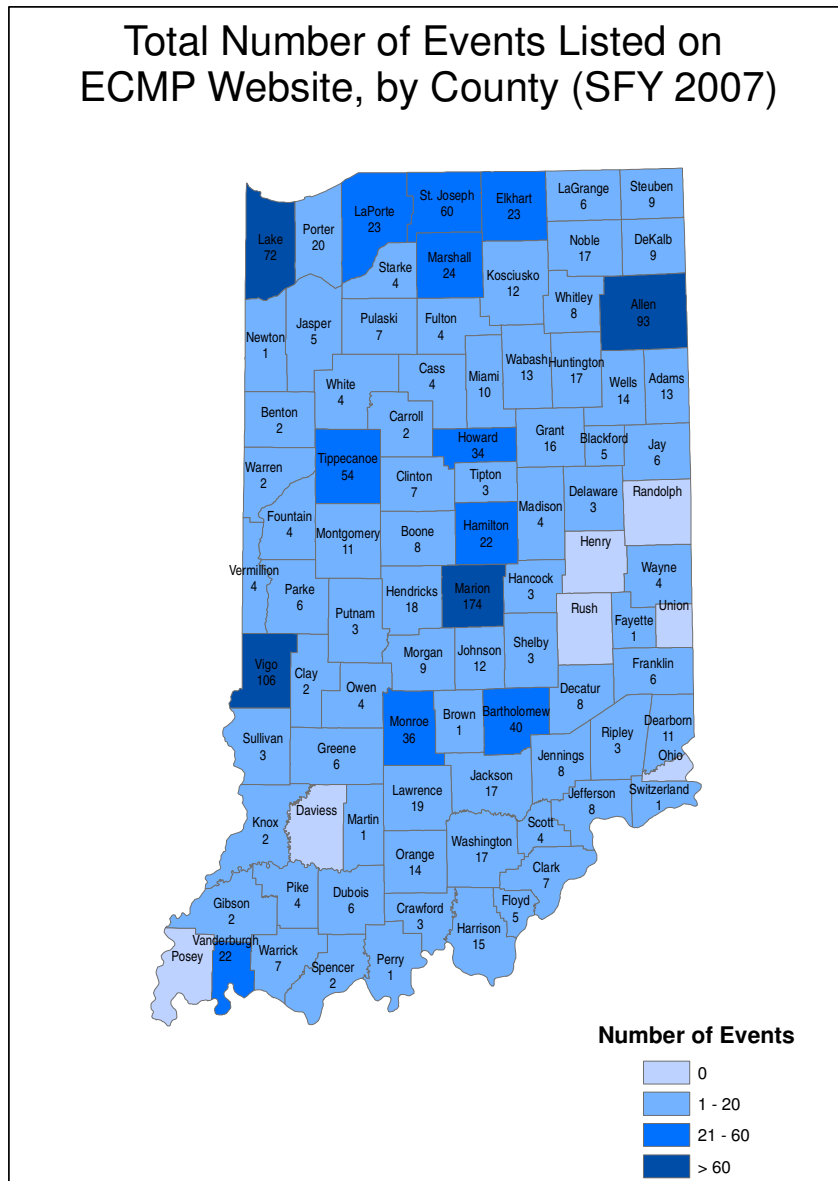 Total Number of Events Listed on
ECMP Website, by County (SFY 2007)
LaGrange
6
Steuben
9
St. Joseph
60
Elkhart
23
LaPorte
23
Porter
20
Lake
72
Noble
17
DeKalb
9
Marshall
24
Starke
4
Kosciusko
12
Whitley
8
Allen
93
Newton
1
Jasper
5
Pulaski
7
Fulton
4
Wabash
13
Huntington
17
Miami
10
Cass
4
White
4
Wells
14
Adams
13
Benton
2
Carroll
2
Howard
34
Grant
16
Blackford
5
Jay
6
Warren
2
Tippecanoe
54
Clinton
7
Tipton
3
Madison
4
Delaware
3
Randolph
Fountain
4
Montgomery
11
Boone
8
Hamilton
22
Henry
Wayne
4
Vermillion
4
Parke
6
Putnam
3
Hendricks
18
Marion
174
Hancock
3
Rush
Fayette
1
Union
Vigo
106
Clay
2
Owen
4
Morgan
9
Johnson
12
Shelby
3
Franklin
6
Decatur
8
Monroe
36
Brown
1
Bartholomew
40
Sullivan
3
Greene
6
Jennings
8
Ripley
3
Dearborn
11
Ohio
Lawrence
19
Jackson
17
Jefferson
8
Switzerland
1
Knox
2
Daviess
Martin
1
Scott
4
Orange
14
Washington
17
Clark
7
Pike
4
Dubois
6
Gibson
2
Crawford
3
Floyd
5
Harrison
15
Posey
Vanderburgh
22
Warrick
7
Spencer
2
Perry
1
Number of Events
0
1 - 20
21 - 60
> 60